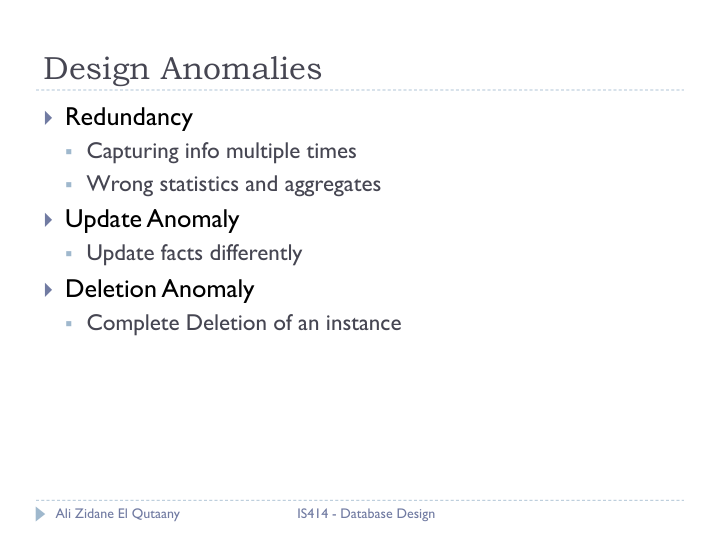 Design Anomalies
Redundancy
Capturing info multiple times
Wrong statistics and aggregates
Update Anomaly
Update facts differently
Deletion Anomaly
Complete Deletion of an instance
Ali Zidane El Qutaany
IS414 - Database Design